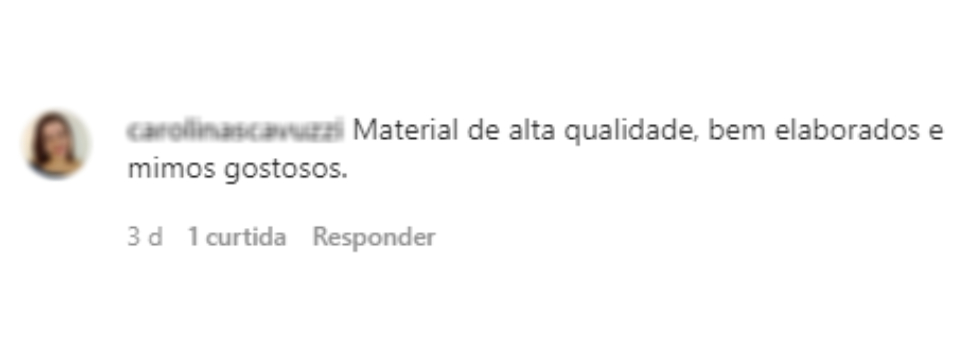 Material de alta qualidade, bem elaborados e
mimos gostosos.
3 d 1 curtida Responder